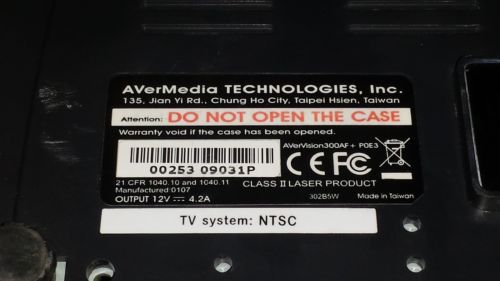 AVerMedia TECHNOLOGIES, Inc.
135, Jian Yi Rd., Chung Ho City, Taipei Hsien, Taiwan
Attention: DO NOT OPEN THE CASE
Warranty void if the case has been opened.
AVerVision300AF+ P0E3
00253 09031P
CE FC
21 CFR 1040.10 and 1040.11
CLASS II LASER PRODUCT
Manufactured:0107
OUTPUT 12V 4.2A
302B5W
Made in Taiwan
TV system: NTSC